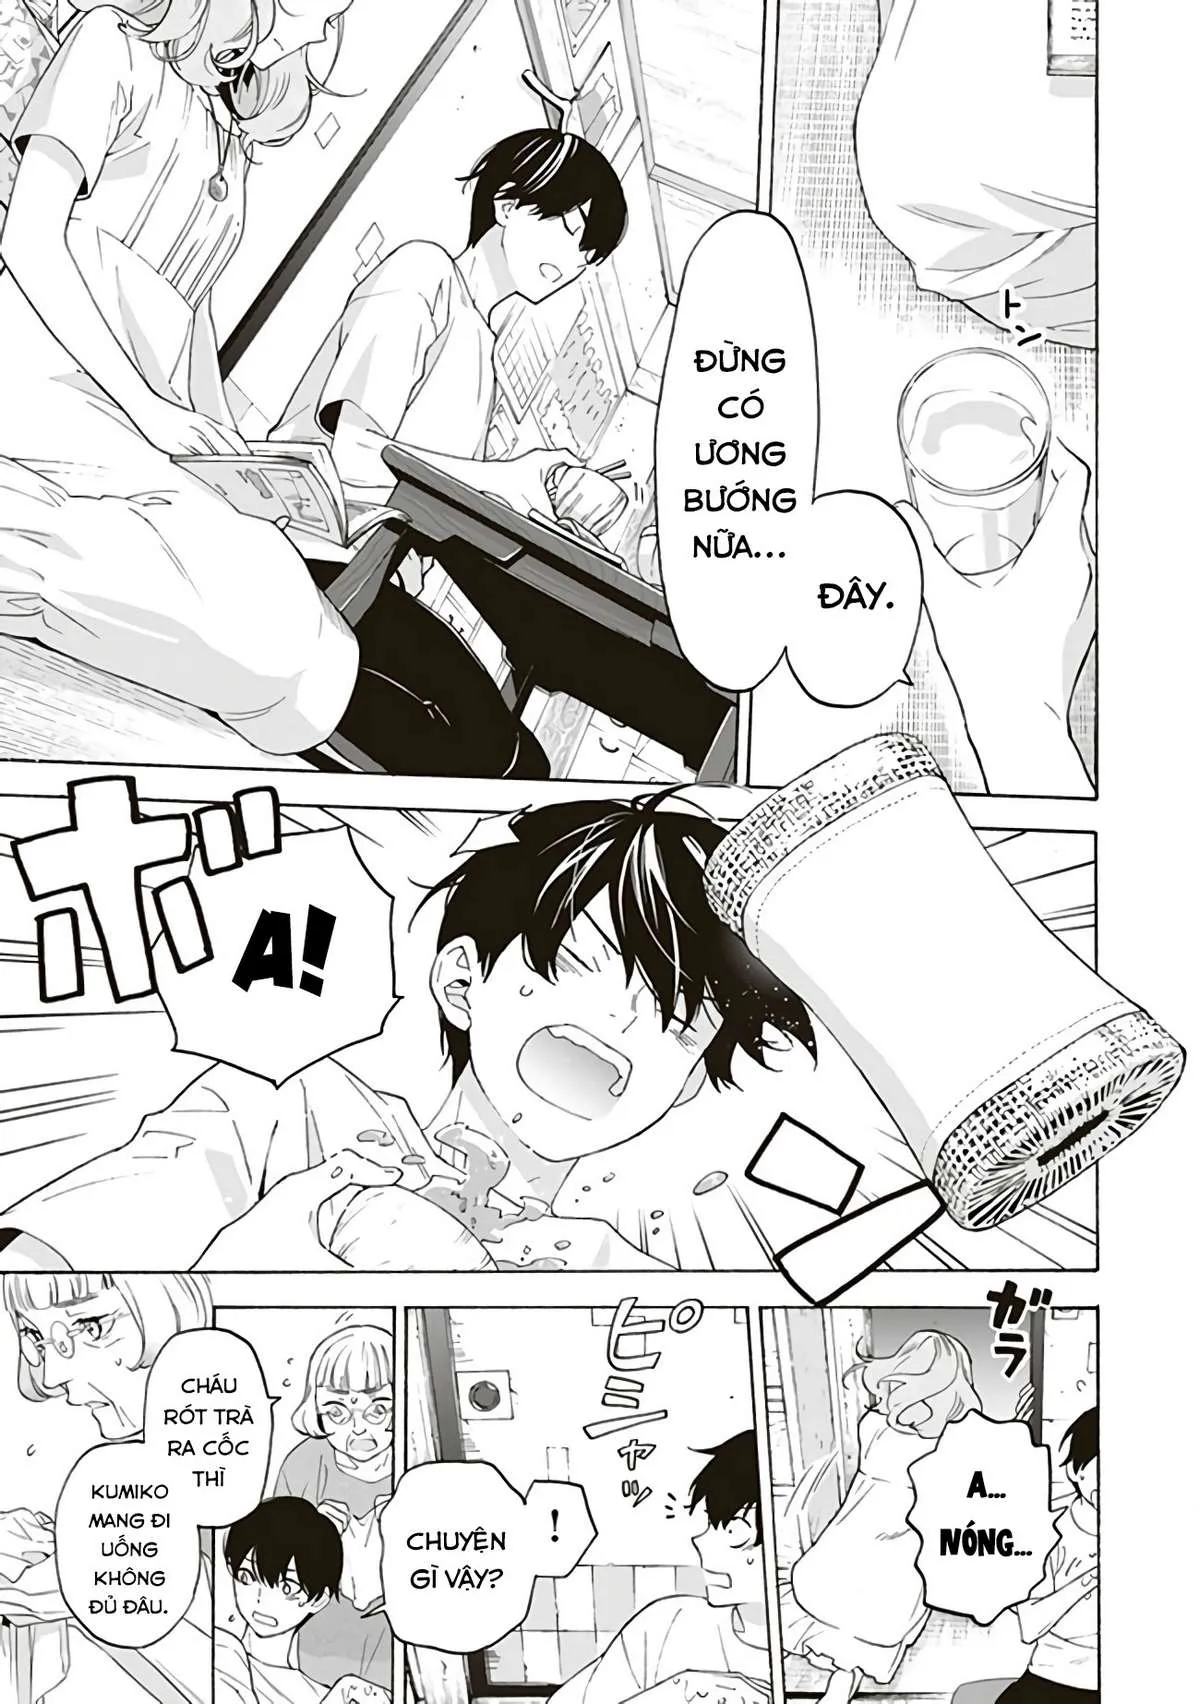 トン
ĐÂY.
ĐỪNG
CÓ
ƯƠNG
BƯỚNG
NỮA...
A!
ボスッ
ガラ
A...
NÓNG...
ピシャッ
!
CHUYỆN
GÌ VẬY?
CHÁU
RÓT TRÀ
RA CỐC
THÌ
KUMIKO
MANG ĐI
UỐNG
KHÔNG
ĐỦ ĐÂU.